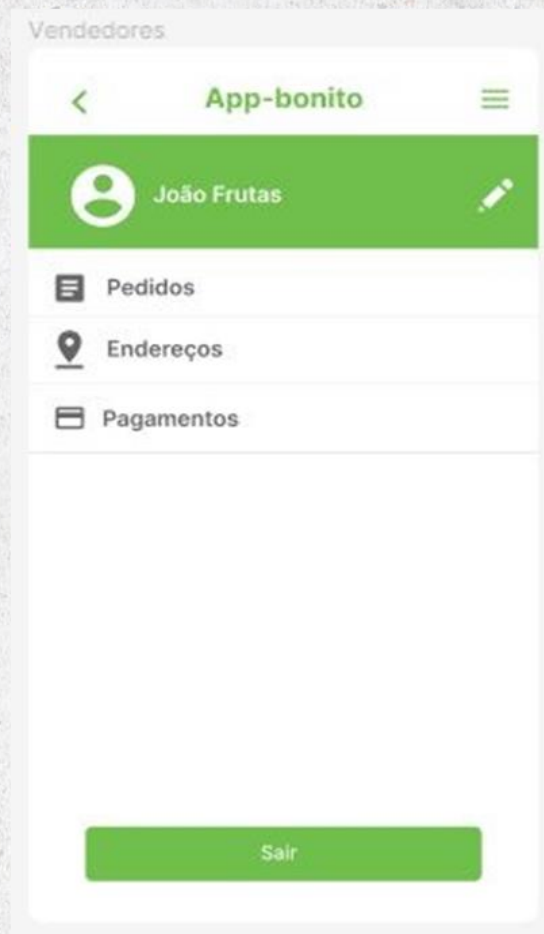 Vendedores
App-bonito
João Frutas
Pedidos
Endereços
Pagamentos
Sair